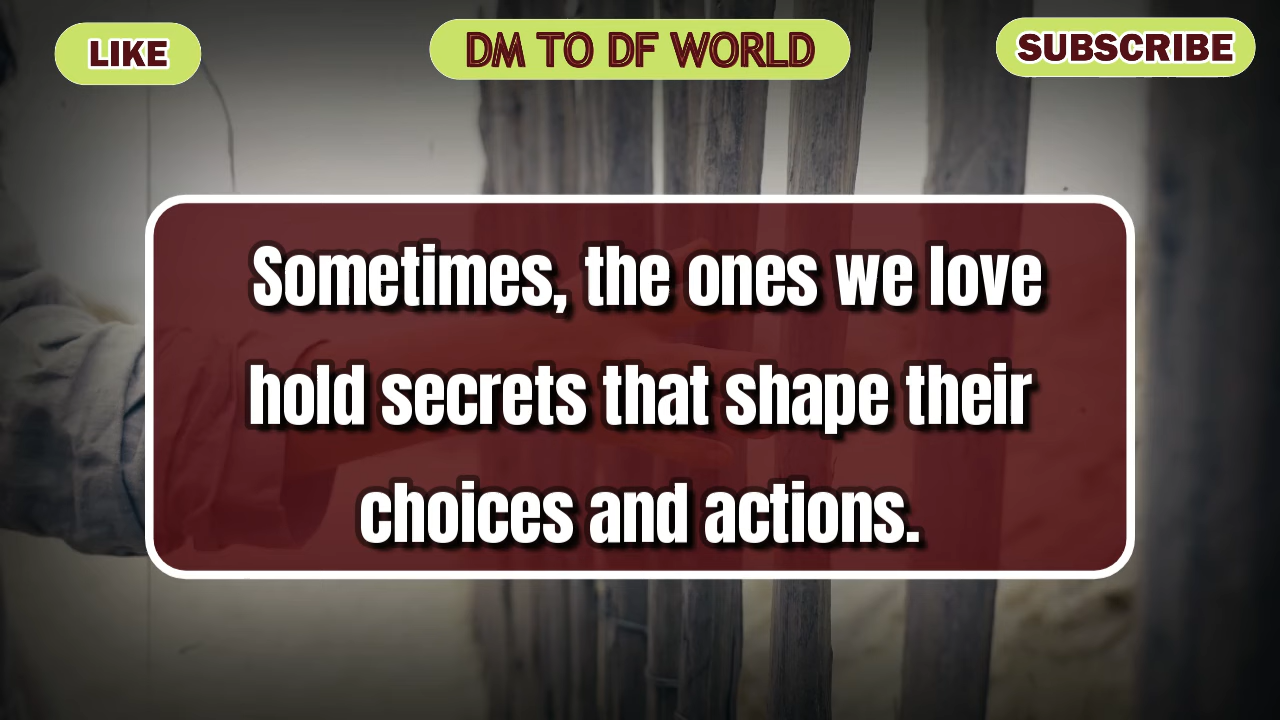 LIKE
DM TO DF WORLD
SUBSCRIBE
Sometimes, the ones we love
hold secrets that shape their
choices and actions.